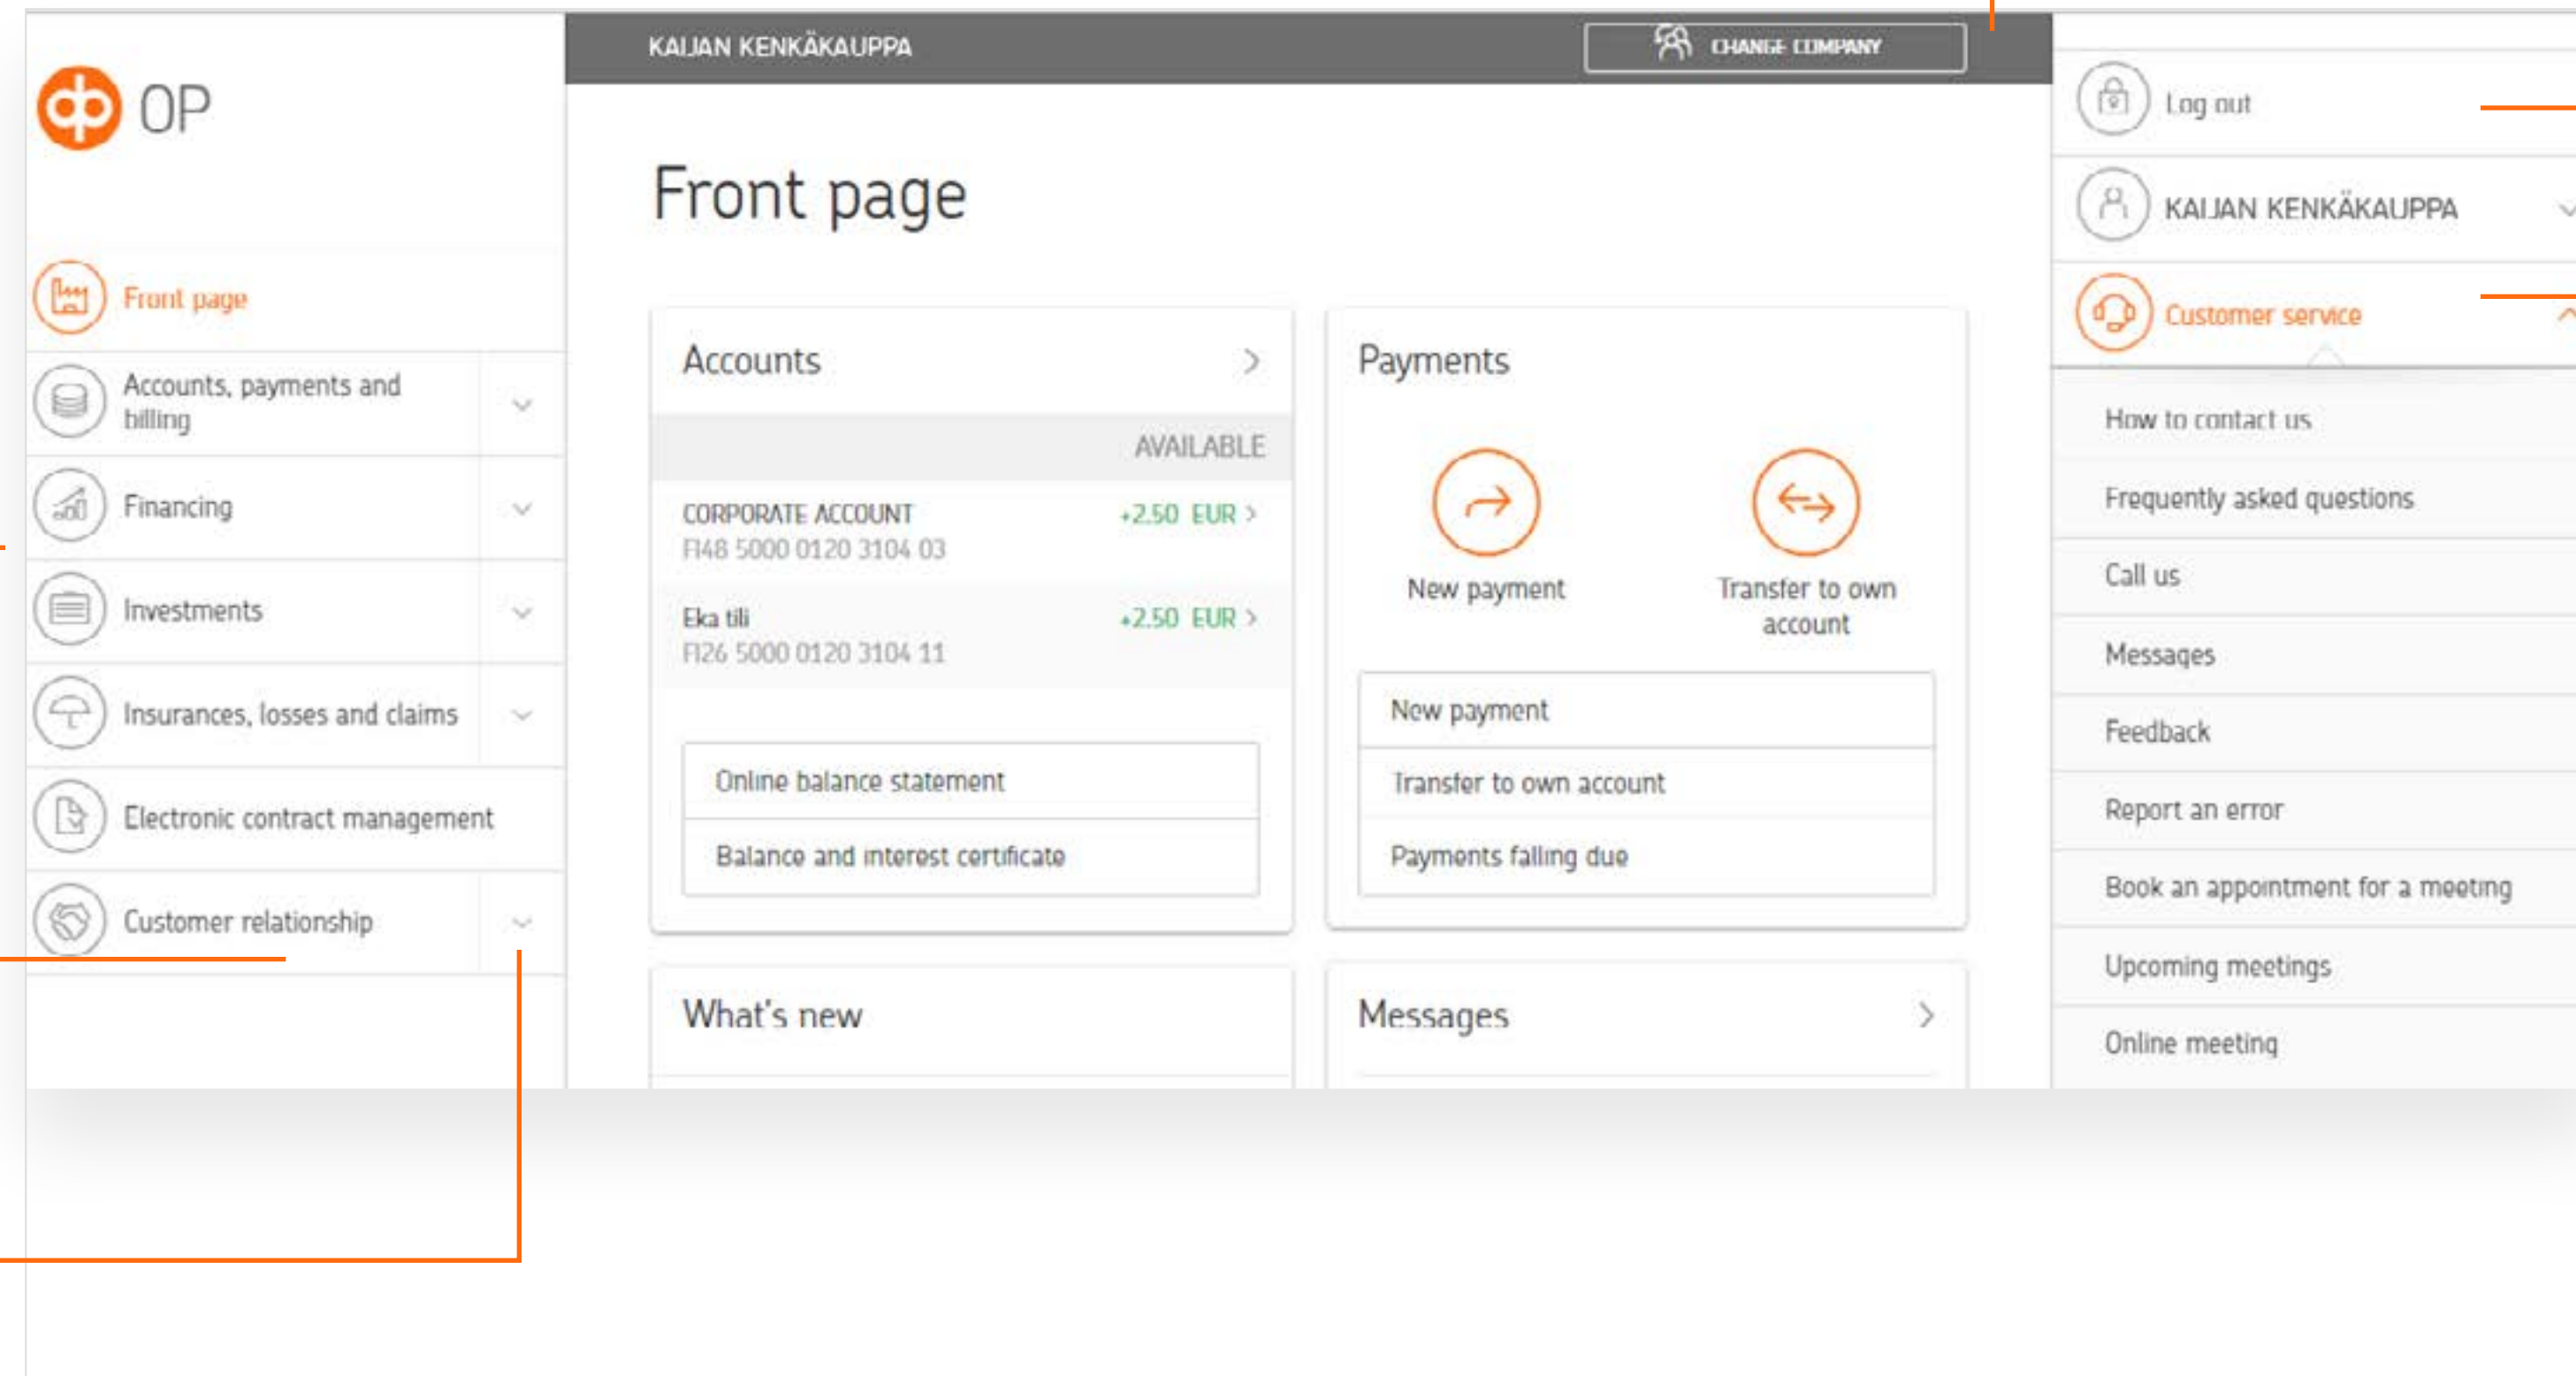 OP
Front page
Accounts, payments and
billing
Financing
Investments
Insurances, losses and claims
Electronic contract management
Customer relationship
KAIJAN KENKÄKAUPPA
CHANGE COMPANY
Front page
Accounts
AVAILABLE
CORPORATE ACCOUNT
+2.50 EUR
FI48 5000 0120 3104 03
Eka tili
+2.50 EUR
FI26 5000 0120 3104 11
Online balance statement
Balance and interest certificate
Payments
New payment
Transfer to own
account
New payment
Transfer to own account
Payments falling due
What's new
Messages
Log out
KAIJAN KENKÄKAUPPA
Customer service
How to contact us
Frequently asked questions
Call us
Messages
Feedback
Report an error
Book an appointment for a meeting
Upcoming meetings
Online meeting